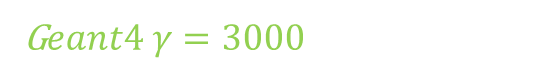 Geant4 γ = 3000